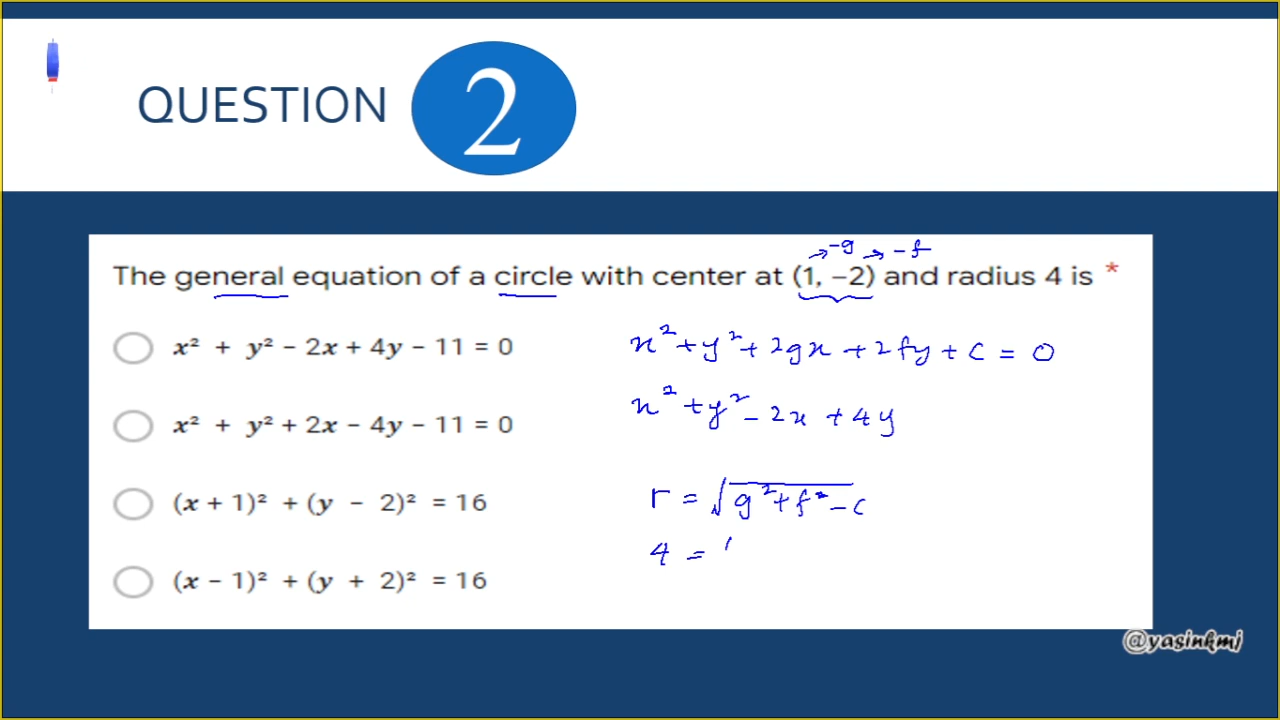 QUESTION 2
→ -g → -f
The general equation of a circle with center at (1, −2) and radius 4 is *
x² + y² − 2x + 4y − 11 = 0
x² + y² + 2x − 4y − 11 = 0
(x + 1)² + (y − 2)² = 16
(x − 1)² + (y + 2)² = 16
x² + y² + 2gx + 2fy + c = 0
x² + y² - 2x + 4y
r = √(g² + f² - c)
4 =
@yasinkmj